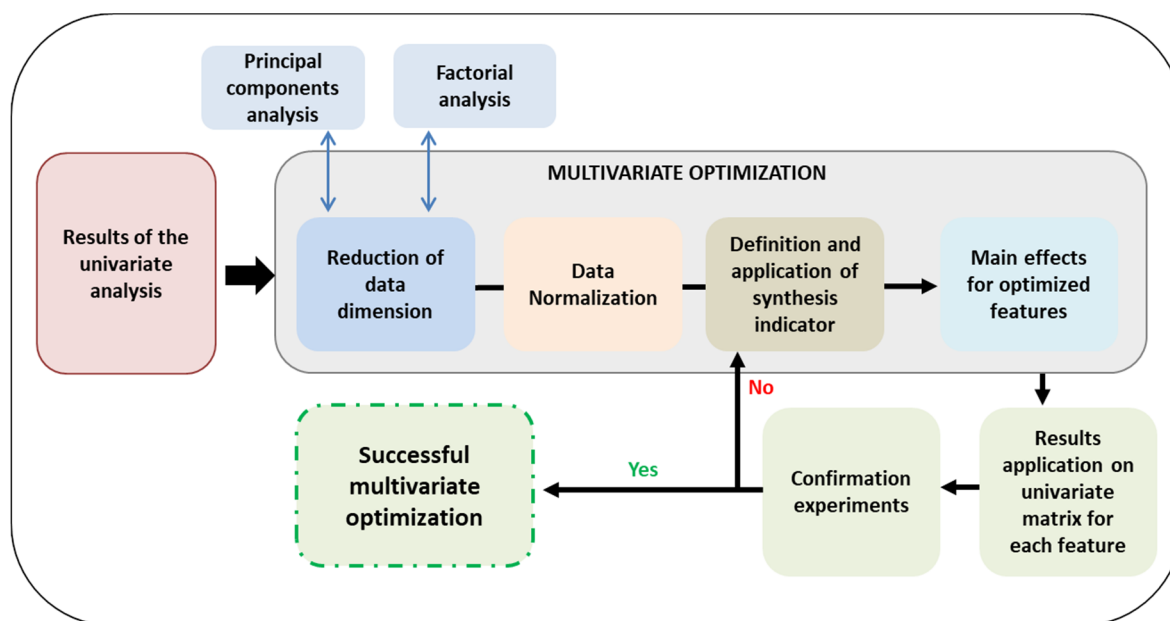 Principal
components
analysis
Factorial
analysis
MULTIVARIATE OPTIMIZATION
Results of the
univariate
analysis
Reduction of
data
dimension
Data
Normalization
Definition and
application of
synthesis
indicator
Main effects
for optimized
features
No
Yes
Successful
multivariate
optimization
Confirmation
experiments
Results
application on
univariate
matrix for
each feature